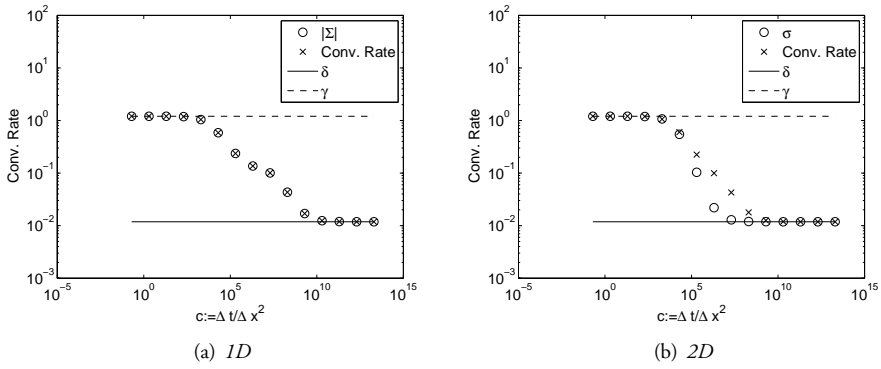 10^2
10^1
10^0
10^-1
10^-2
10^-3
Conv. Rate
10^-5
10^0
10^5
10^10
10^15
c:=Δ t/Δ x^2
|Σ|
Conv. Rate
δ
γ
(a) 1D
10^2
10^1
10^0
10^-1
10^-2
10^-3
Conv. Rate
10^-5
10^0
10^5
10^10
10^15
c:=Δ t/Δ x^2
σ
Conv. Rate
δ
γ
(b) 2D